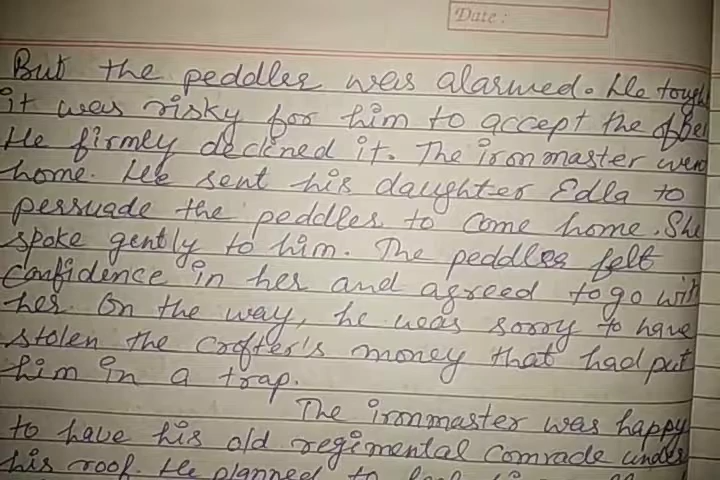 Date :
But the peddler was alarmed. He tough
it was risky for him to accept the offer
He firmly declined it. The ironmaster went
home. He sent his daughter Edla to
persuade the peddler to come home. She
spoke gently to him. The peddler felt
confidence in her and agreed to go with
her. On the way, he was sorry to have
stolen the crofter's money that had put
him in a trap.
The ironmaster was happy
to have his old regimental comrade under
his roof. He planned to